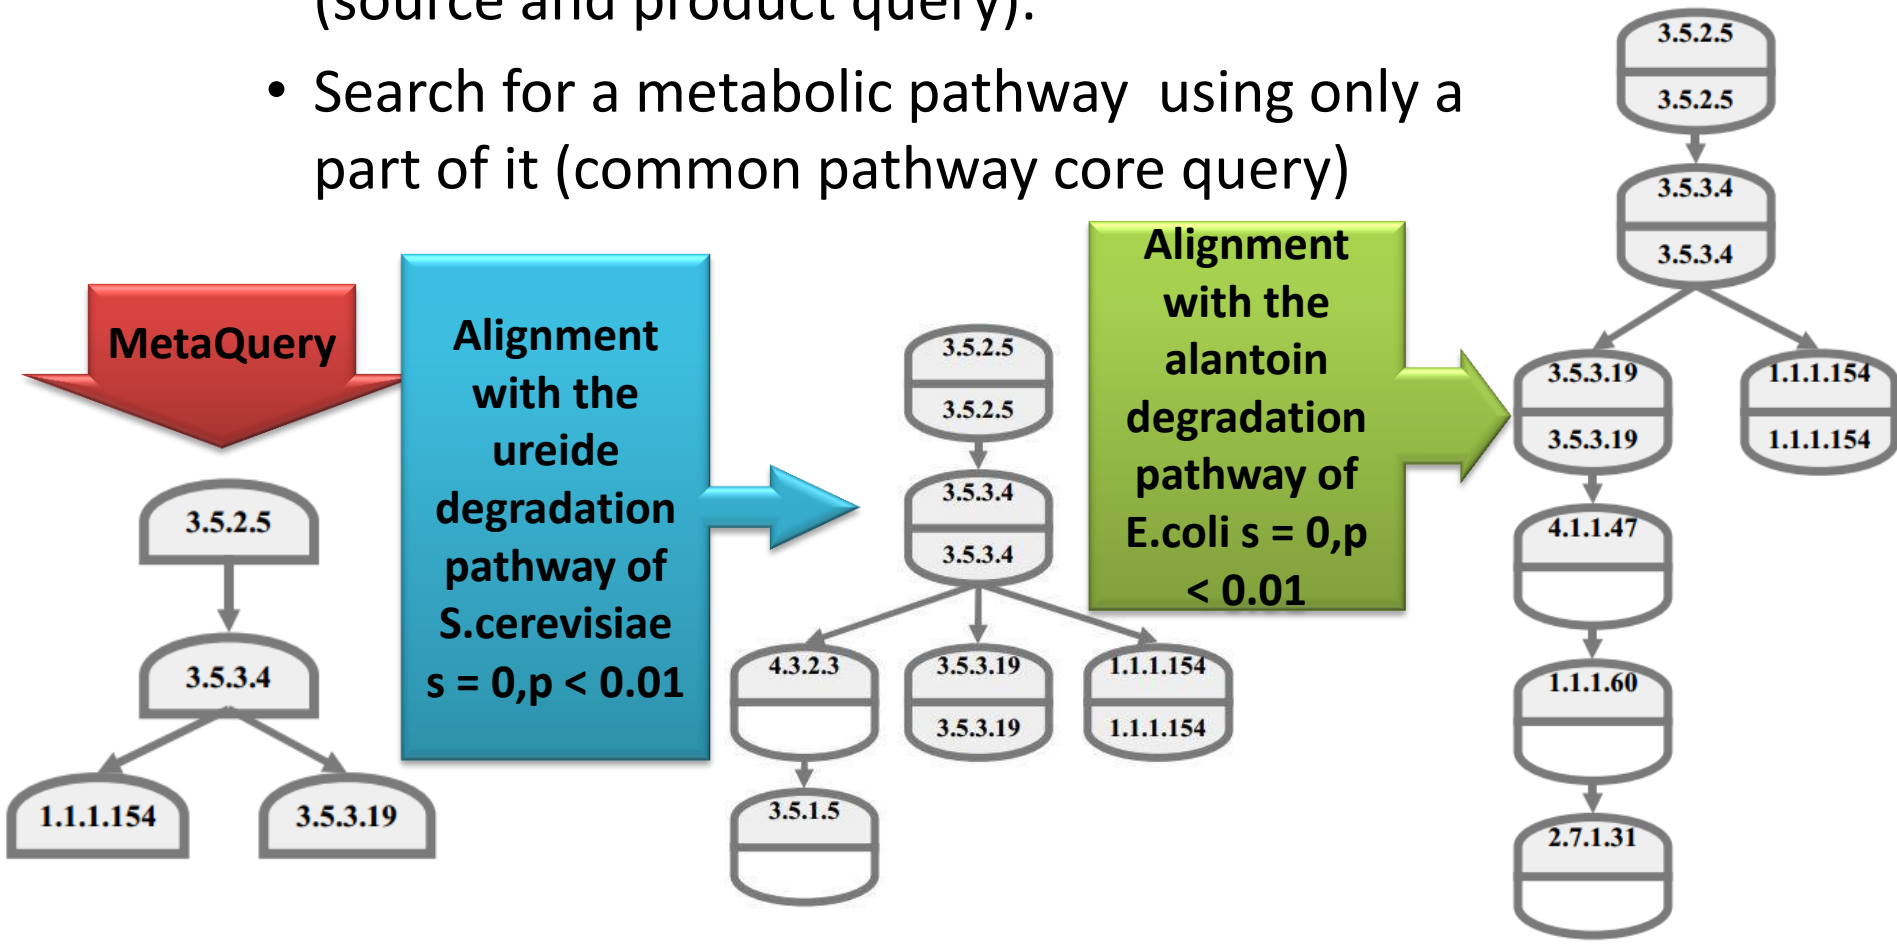 (source and product query).
• Search for a metabolic pathway using only a
part of it (common pathway core query)
MetaQuery
3.5.2.5
3.5.3.4
1.1.1.154
3.5.3.19
Alignment
with the
ureide
degradation
pathway of
S.cerevisiae
s = 0,p < 0.01
3.5.2.5
3.5.2.5
3.5.3.4
3.5.3.4
4.3.2.3
3.5.3.19
3.5.3.19
1.1.1.154
1.1.1.154
3.5.1.5
Alignment
with the
alantoin
degradation
pathway of
E.coli s = 0,p
< 0.01
3.5.2.5
3.5.2.5
3.5.3.4
3.5.3.4
3.5.3.19
3.5.3.19
1.1.1.154
1.1.1.154
4.1.1.47
1.1.1.60
2.7.1.31